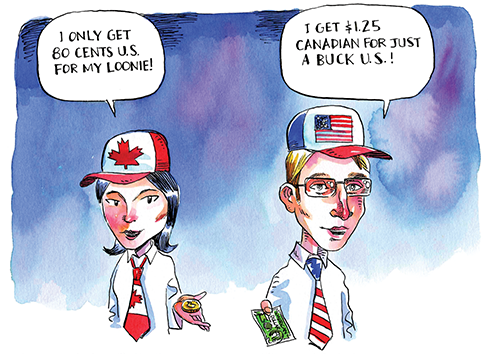 I ONLY GET
80 CENTS U.S.
FOR MY LOONIE!
I GET $1.25
CANADIAN FOR JUST
A BUCK U.S.!
$